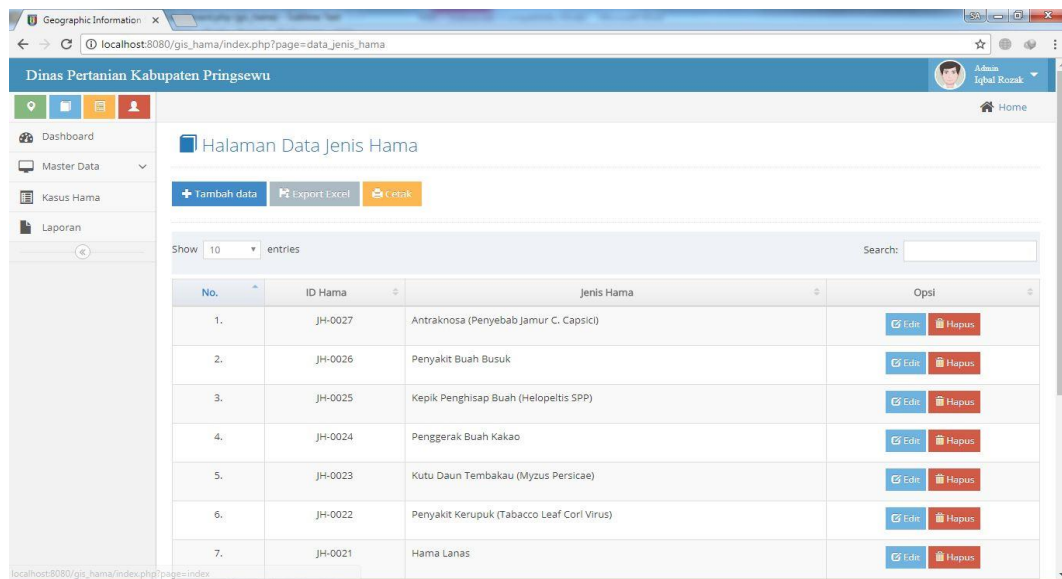 Geographic Information
localhost:8080/gis_hama/index.php?page=data_jenis_hama
Dinas Pertanian Kabupaten Pringsewu
Admin
Iqbal Rozak
Home
Dashboard
Master Data
Kasus Hama
Laporan
Halaman Data Jenis Hama
Tambah data Export Excel Cetak
Show 10 entries Search:
No. ID Hama Jenis Hama Opsi
1. JH-0027 Antraknosa (Penyebab Jamur C. Capsici) Edit Hapus
2. JH-0026 Penyakit Buah Busuk Edit Hapus
3. JH-0025 Kepik Penghisap Buah (Helopeltis SPP) Edit Hapus
4. JH-0024 Penggerak Buah Kakao Edit Hapus
5. JH-0023 Kutu Daun Tembakau (Myzus Persicae) Edit Hapus
6. JH-0022 Penyakit Kerupuk (Tabacco Leaf Corl Virus) Edit Hapus
7. JH-0021 Hama Lanas Edit Hapus
localhost:8080/gis_hama/index.php?page=index